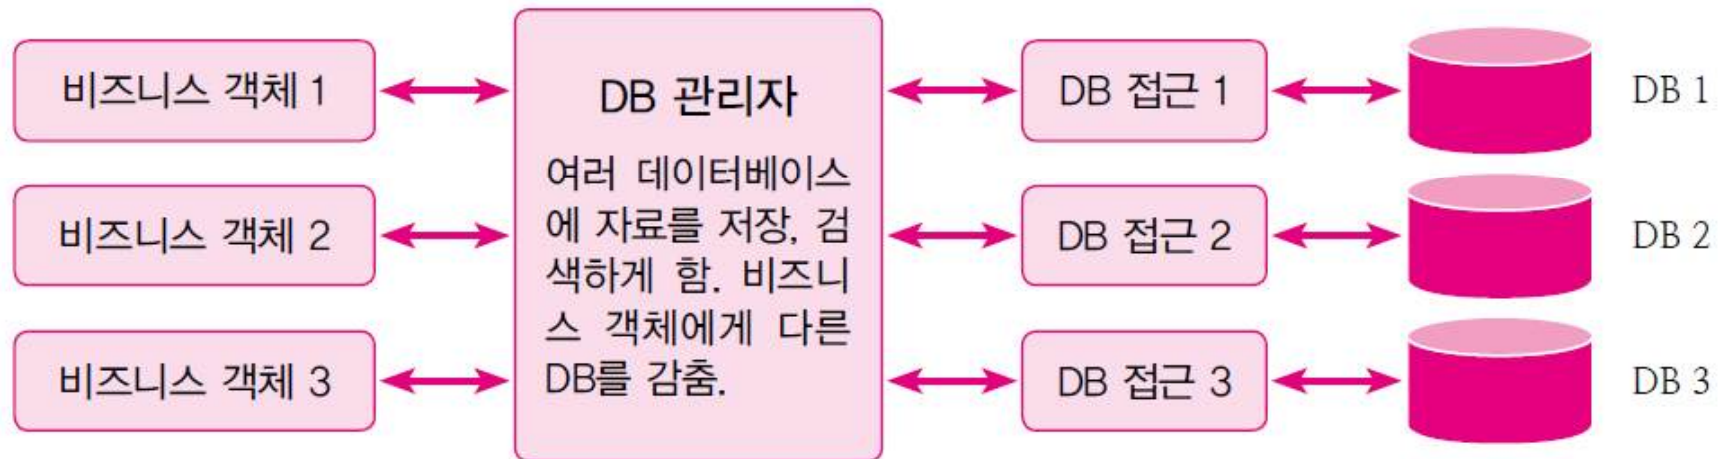 비즈니스 객체 1
비즈니스 객체 2
비즈니스 객체 3
DB 관리자
여러 데이터베이스
에 자료를 저장, 검
색하게 함. 비즈니
스 객체에게 다른
DB를 감춤.
DB 접근 1
DB 접근 2
DB 접근 3
DB 1
DB 2
DB 3